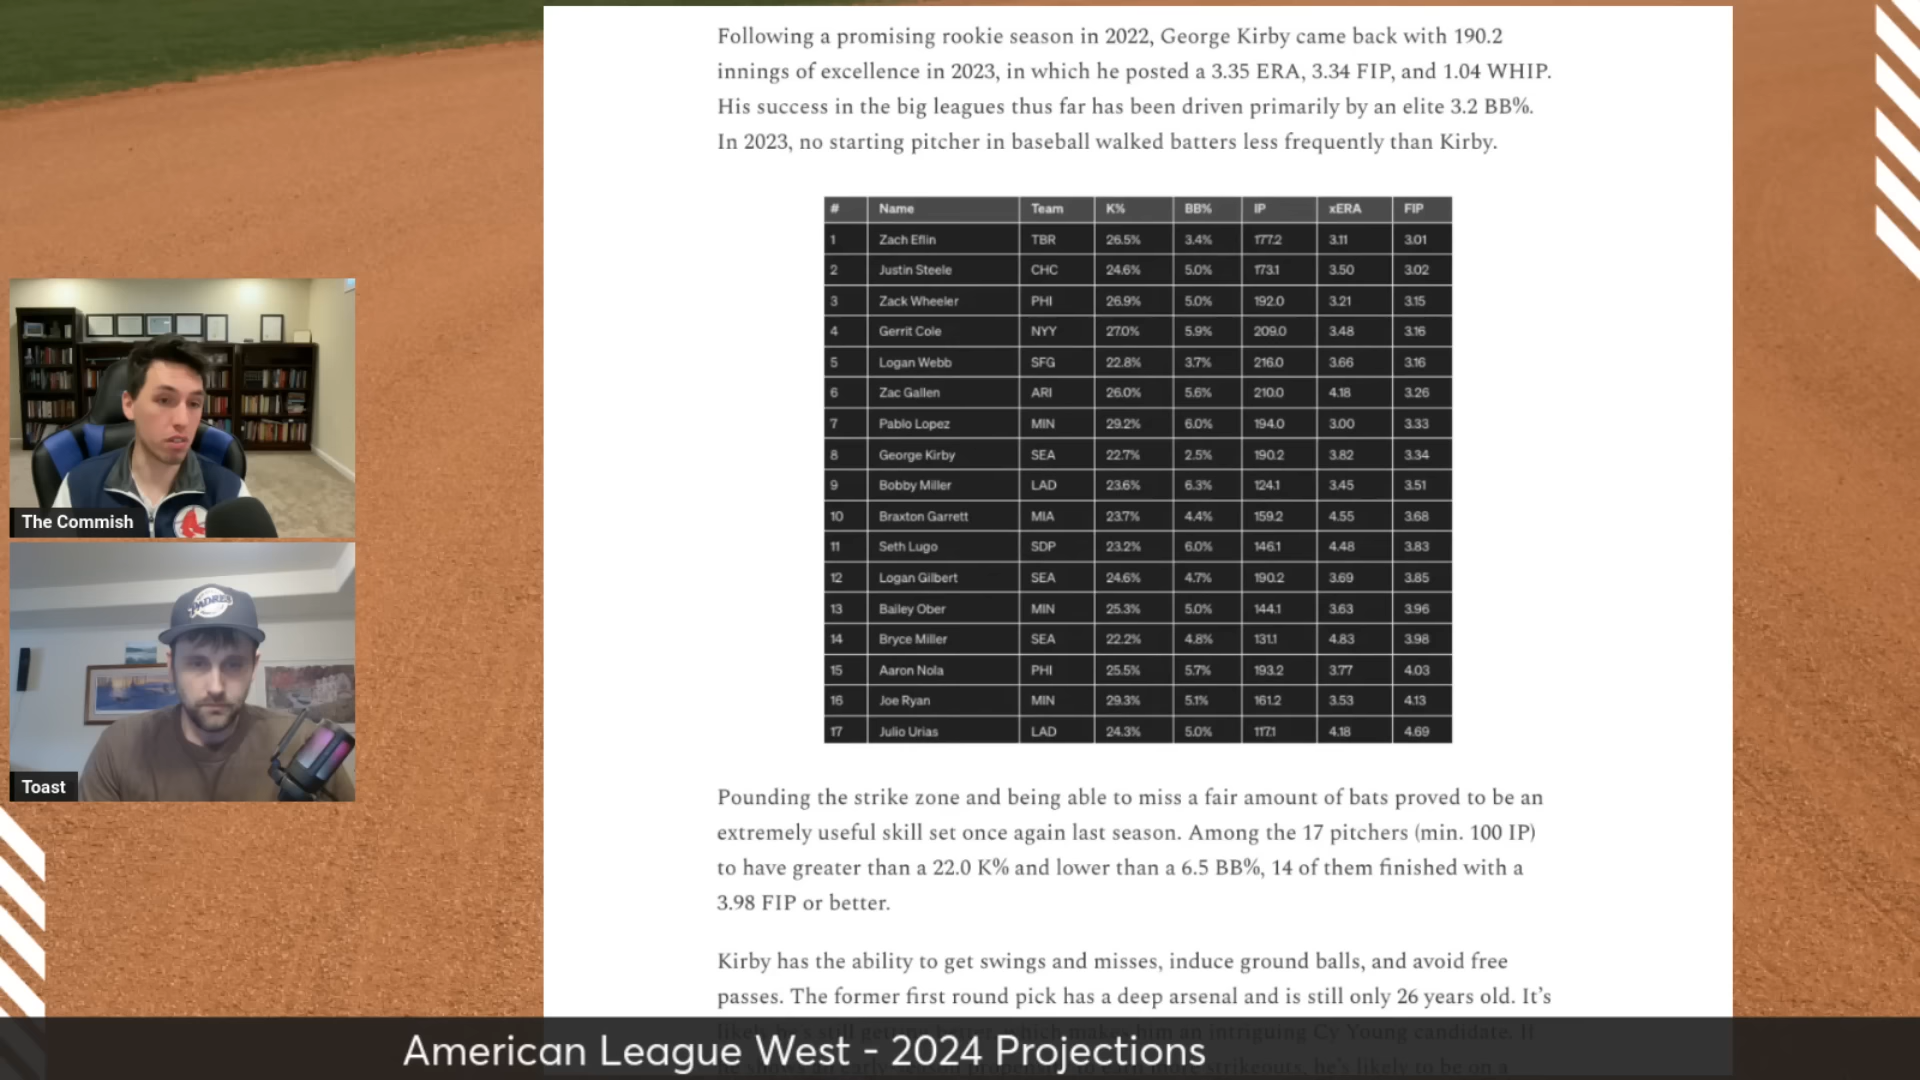 Following a promising rookie season in 2022, George Kirby came back with 190.2
innings of excellence in 2023, in which he posted a 3.35 ERA, 3.34 FIP, and 1.04 WHIP.
His success in the big leagues thus far has been driven primarily by an elite 3.2 BB%.
In 2023, no starting pitcher in baseball walked batters less frequently than Kirby.
# Name Team K% BB% IP xERA FIP
1 Zach Eflin TBR 26.5% 3.4% 177.2 3.11 3.01
2 Justin Steele CHC 24.6% 5.0% 173.1 3.50 3.02
3 Zack Wheeler PHI 26.9% 5.0% 192.0 3.21 3.15
4 Gerrit Cole NYY 27.0% 5.9% 209.0 3.48 3.16
5 Logan Webb SFG 22.8% 3.7% 216.0 3.66 3.16
6 Zac Gallen ARI 26.0% 5.6% 210.0 4.18 3.26
7 Pablo Lopez MIN 29.2% 6.0% 194.0 3.00 3.33
8 George Kirby SEA 22.7% 2.5% 190.2 3.82 3.34
9 Bobby Miller LAD 23.6% 6.3% 124.1 3.45 3.51
10 Braxton Garrett MIA 23.7% 4.4% 159.2 4.55 3.68
11 Seth Lugo SDP 23.2% 6.0% 146.1 4.48 3.83
12 Logan Gilbert SEA 24.6% 4.7% 190.2 3.69 3.85
13 Bailey Ober MIN 25.3% 5.0% 144.1 3.63 3.96
14 Bryce Miller SEA 22.2% 4.8% 131.1 4.83 3.98
15 Aaron Nola PHI 25.5% 5.7% 193.2 3.77 4.03
16 Joe Ryan MIN 29.3% 5.1% 161.2 3.53 4.13
17 Julio Urias LAD 24.3% 5.0% 117.1 4.18 4.69
The Commish
PADRES
Toast
Pounding the strike zone and being able to miss a fair amount of bats proved to be an
extremely useful skill set once again last season. Among the 17 pitchers (min. 100 IP)
to have greater than a 22.0 K% and lower than a 6.5 BB%, 14 of them finished with a
3.98 FIP or better.
Kirby has the ability to get swings and misses, induce ground balls, and avoid free
passes. The former first round pick has a deep arsenal and is still only 26 years old. It's
which makes him an intriguing Cy Young candidate. If
strikeouts, he's likely to be on a
American League West - 2024 Projections